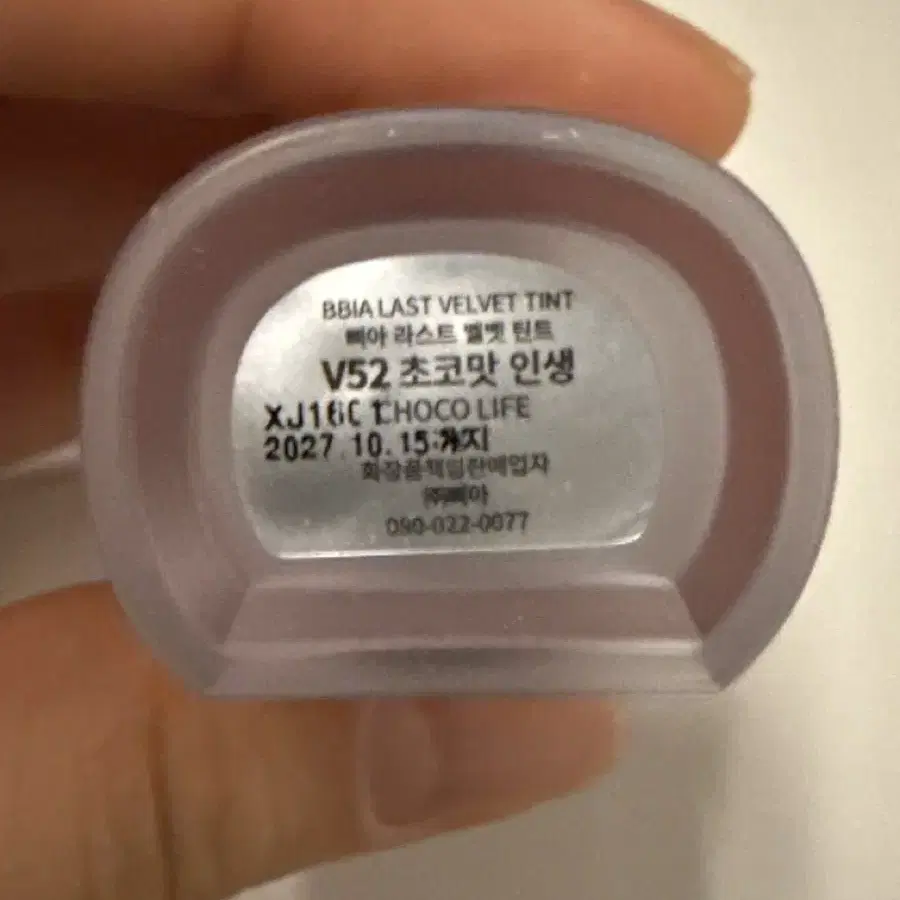 BBIA LAST VELVET TINT
삐아 라스트 벨벳 틴트
V52 초코맛 인생
CHOCO LIFE
2027.10.15.까지
화장품책임판매업자
㈜삐아
090-022-0077